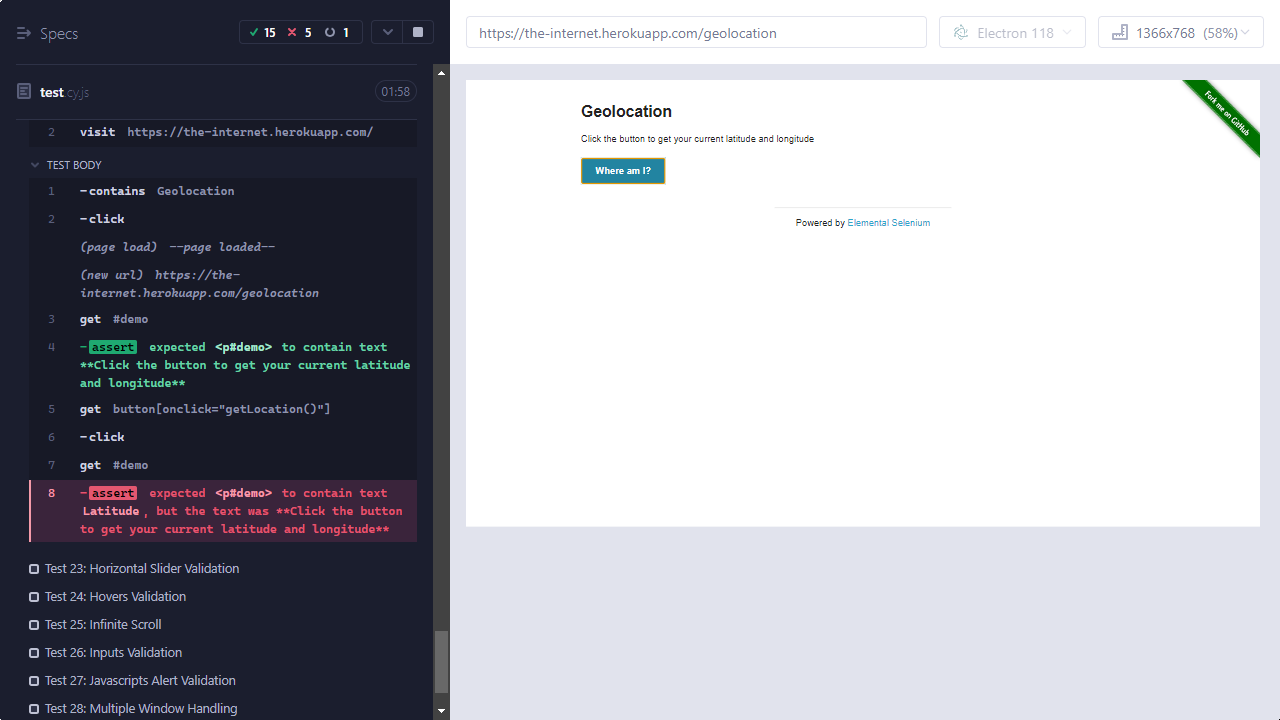 Specs
15 5 1
test cy.js
01:58
2 visit https://the-internet.herokuapp.com/
TEST BODY
1 -contains Geolocation
2 -click
(page load) --page loaded--
(new url) https://the-
internet.herokuapp.com/geolocation
3 get #demo
4 -assert expected <p#demo> to contain text
**Click the button to get your current latitude
and longitude**
5 get button[onclick="getLocation()"]
6 -click
7 get #demo
8 -assert expected <p#demo> to contain text
Latitude, but the text was **Click the button
to get your current latitude and longitude**
Test 23: Horizontal Slider Validation
Test 24: Hovers Validation
Test 25: Infinite Scroll
Test 26: Inputs Validation
Test 27: Javascripts Alert Validation
Test 28: Multiple Window Handling
https://the-internet.herokuapp.com/geolocation
Electron 118
1366x768 (58%)
Fork me on GitHub
Geolocation
Click the button to get your current latitude and longitude
Where am I?
Powered by Elemental Selenium